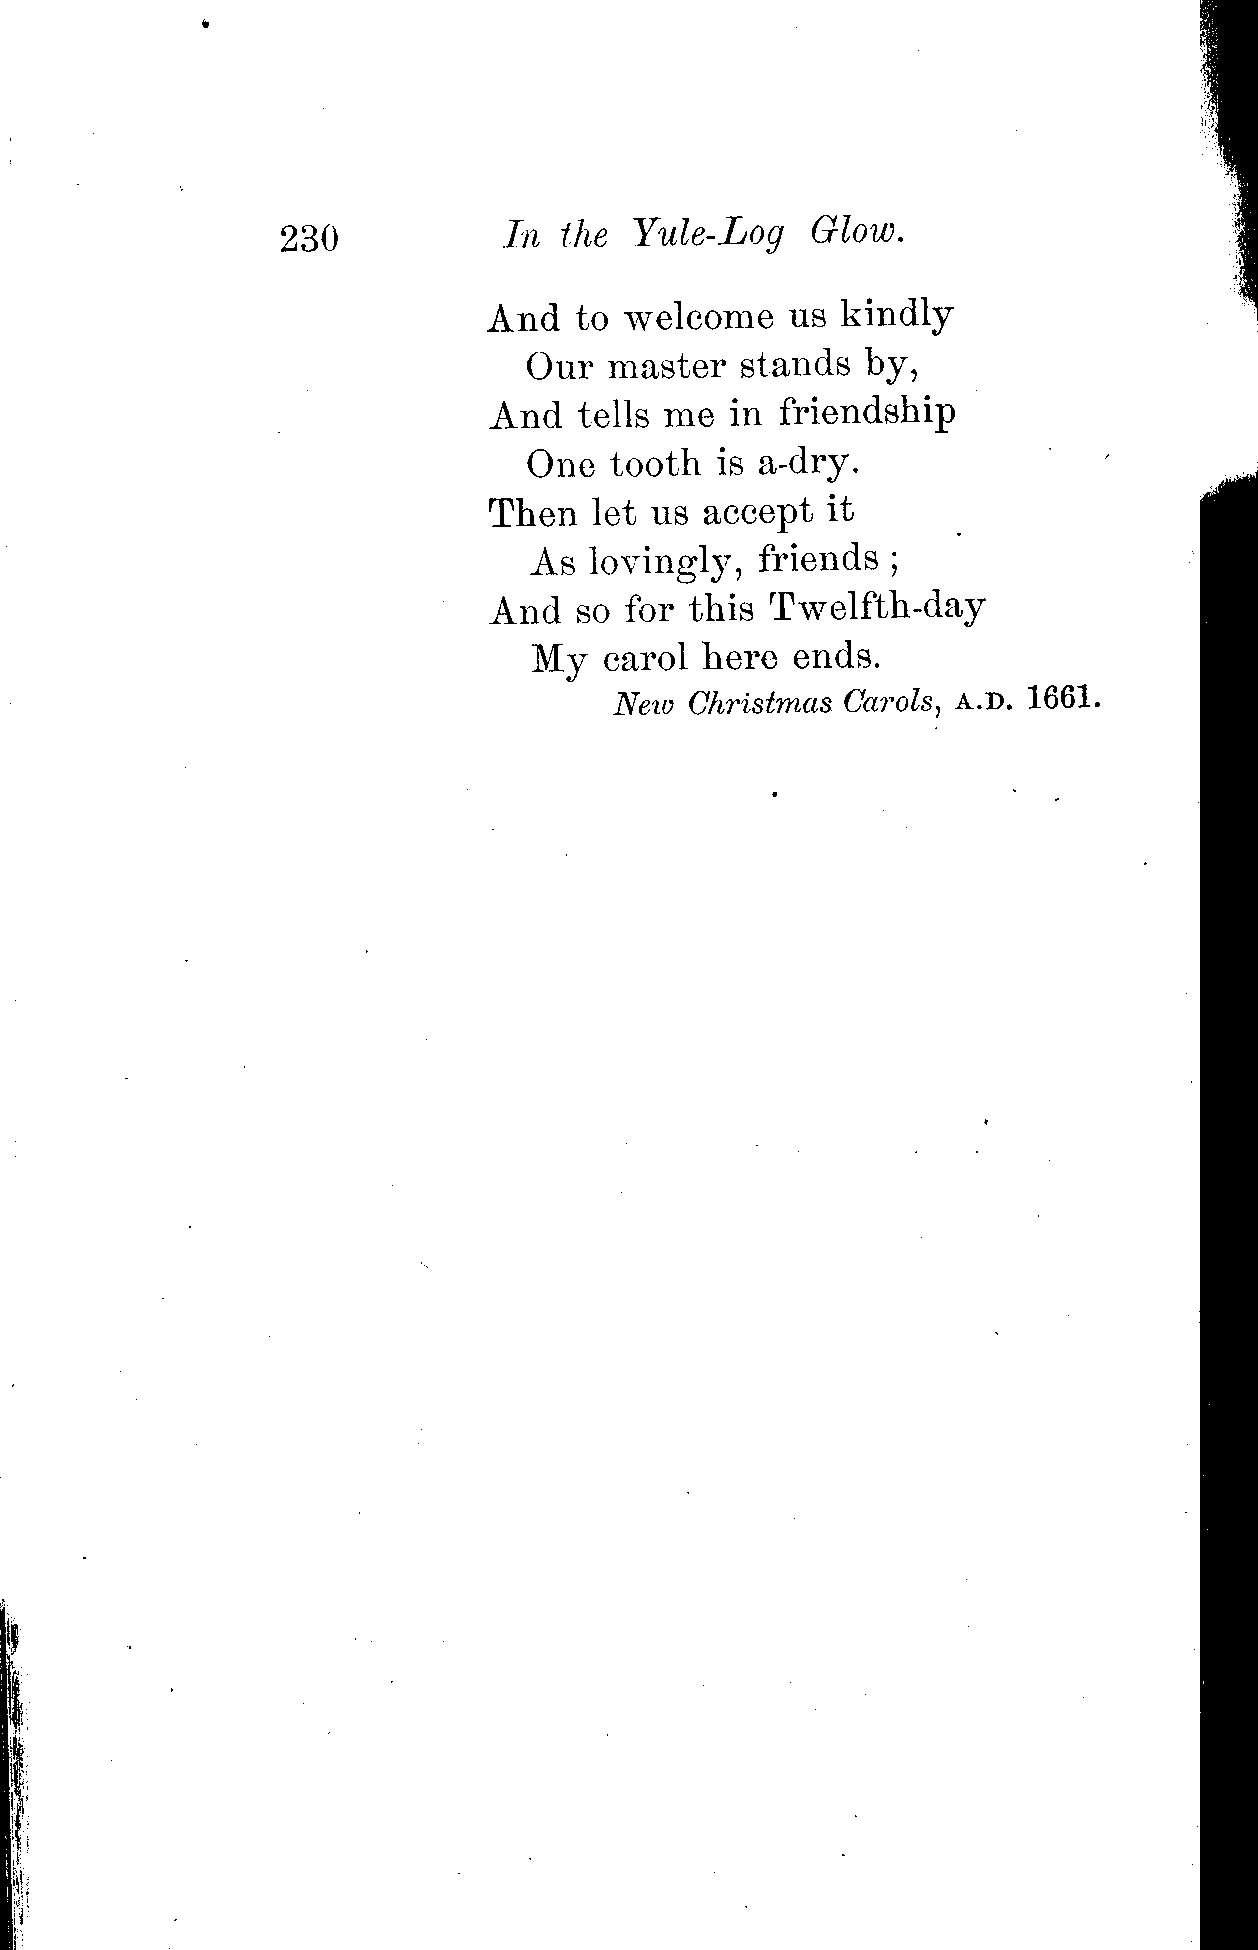 230 In the Yule-Log Glow.
And to welcome us kindly
Our master stands by,
And tells me in friendship
One tooth is a-dry.
Then let us accept it
As lovingly, friends ;
And so for this Twelfth-day
My carol here ends.
New Christmas Carols, A.D. 1661.